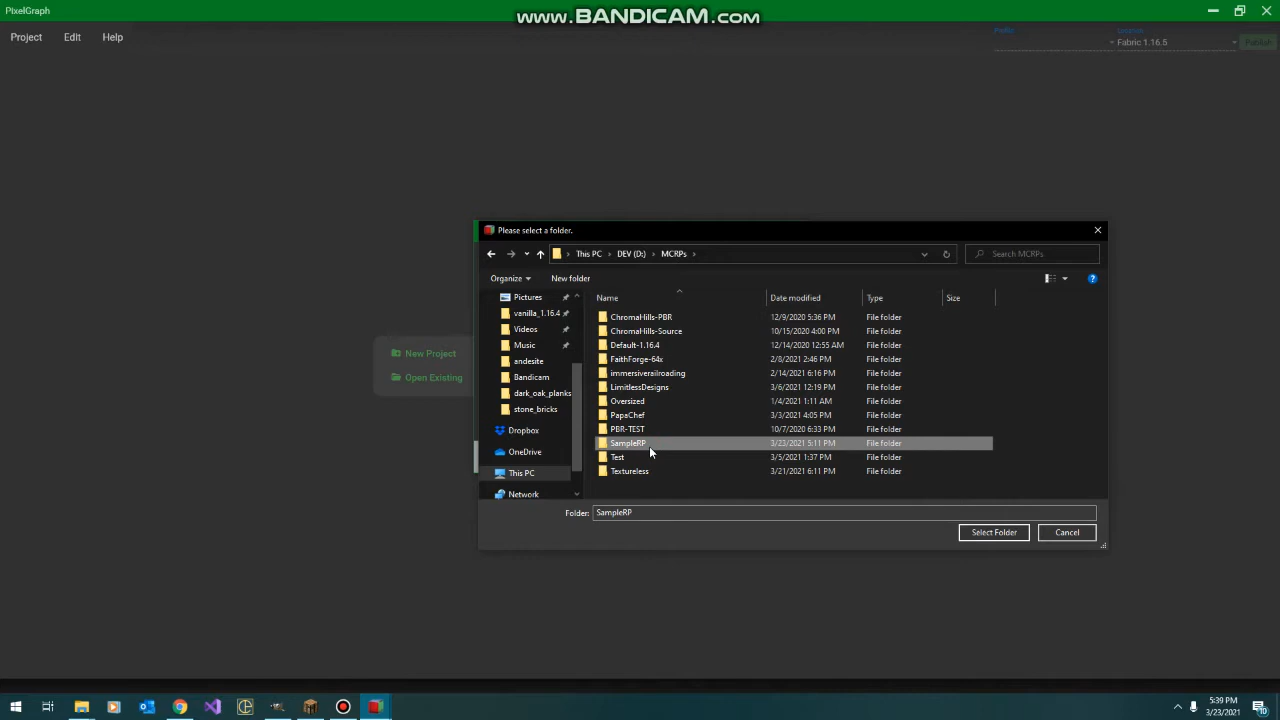 PixelGraph
www.BANDICAM.com
Project Edit Help
Profile
Location
Fabric 1.16.5
Publish
Please select a folder.
This PC > DEV (D:) > MCRPs >
Search MCRPs
Organize
New folder
Name Date modified Type Size
Pictures
vanilla_1.16.4
Videos
Music
andesite
Bandicam
dark_oak_planks
stone_bricks
Dropbox
OneDrive
This PC
Network
ChromaHills-PBR 12/9/2020 5:36 PM File folder
ChromaHills-Source 10/15/2020 4:00 PM File folder
Default-1.16.4 12/14/2020 12:55 AM File folder
FaithForge-64x 2/8/2021 2:46 PM File folder
immersiverailroading 2/14/2021 6:16 PM File folder
LimitlessDesigns 3/6/2021 12:19 PM File folder
Oversized 1/4/2021 1:11 AM File folder
PapaChef 3/3/2021 4:05 PM File folder
PBR-TEST 10/7/2020 6:33 PM File folder
SampleRP 3/23/2021 5:11 PM File folder
Test 3/5/2021 1:37 PM File folder
Textureless 3/21/2021 6:11 PM File folder
New Project
Open Existing
Folder: SampleRP
Select Folder Cancel
5:39 PM
3/23/2021
10